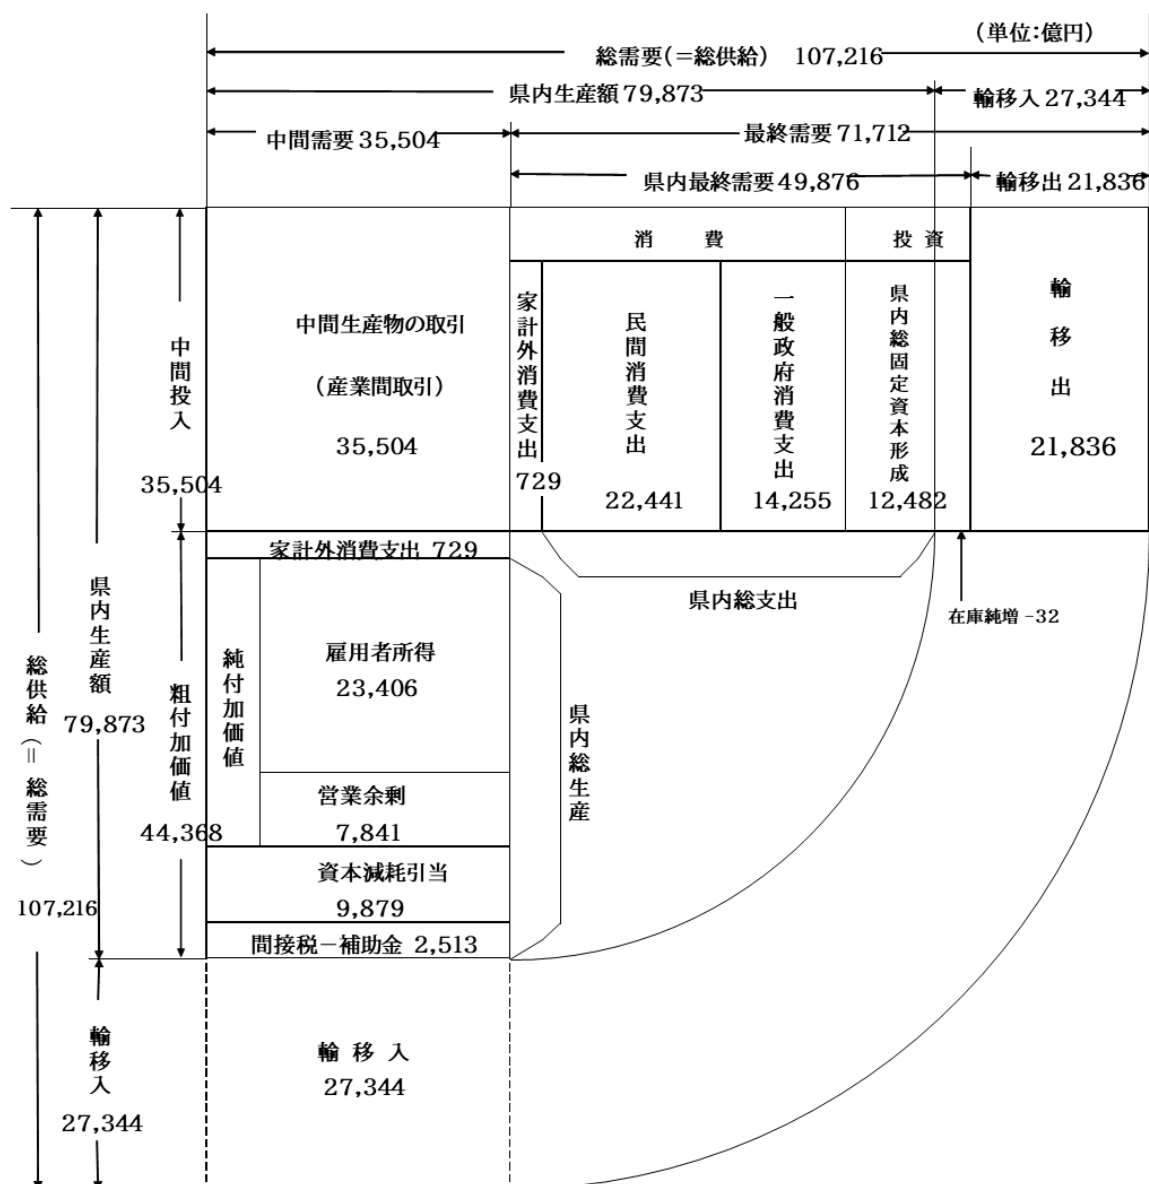 (単位:億円)
総需要(=総供給) 107,216
県内生産額 79,873
輸移入 27,344
中間需要 35,504
最終需要 71,712
県内最終需要 49,876
輸移出 21,836
消 費
投 資
中間投入
35,504
中間生産物の取引
(産業間取引)
35,504
家計外消費支出
729
民間消費支出
22,441
一般政府消費支出
14,255
県内総固定資本形成
12,482
輸移出
21,836
家計外消費支出 729
県内総支出
在庫純増 -32
総供給(=総需要)
107,216
県内生産額
79,873
粗付加価値
44,368
純付加価値
雇用者所得
23,406
営業余剰
7,841
資本減耗引当
9,879
間接税-補助金 2,513
県内総生産
輸移入
27,344
輸 移 入
27,344